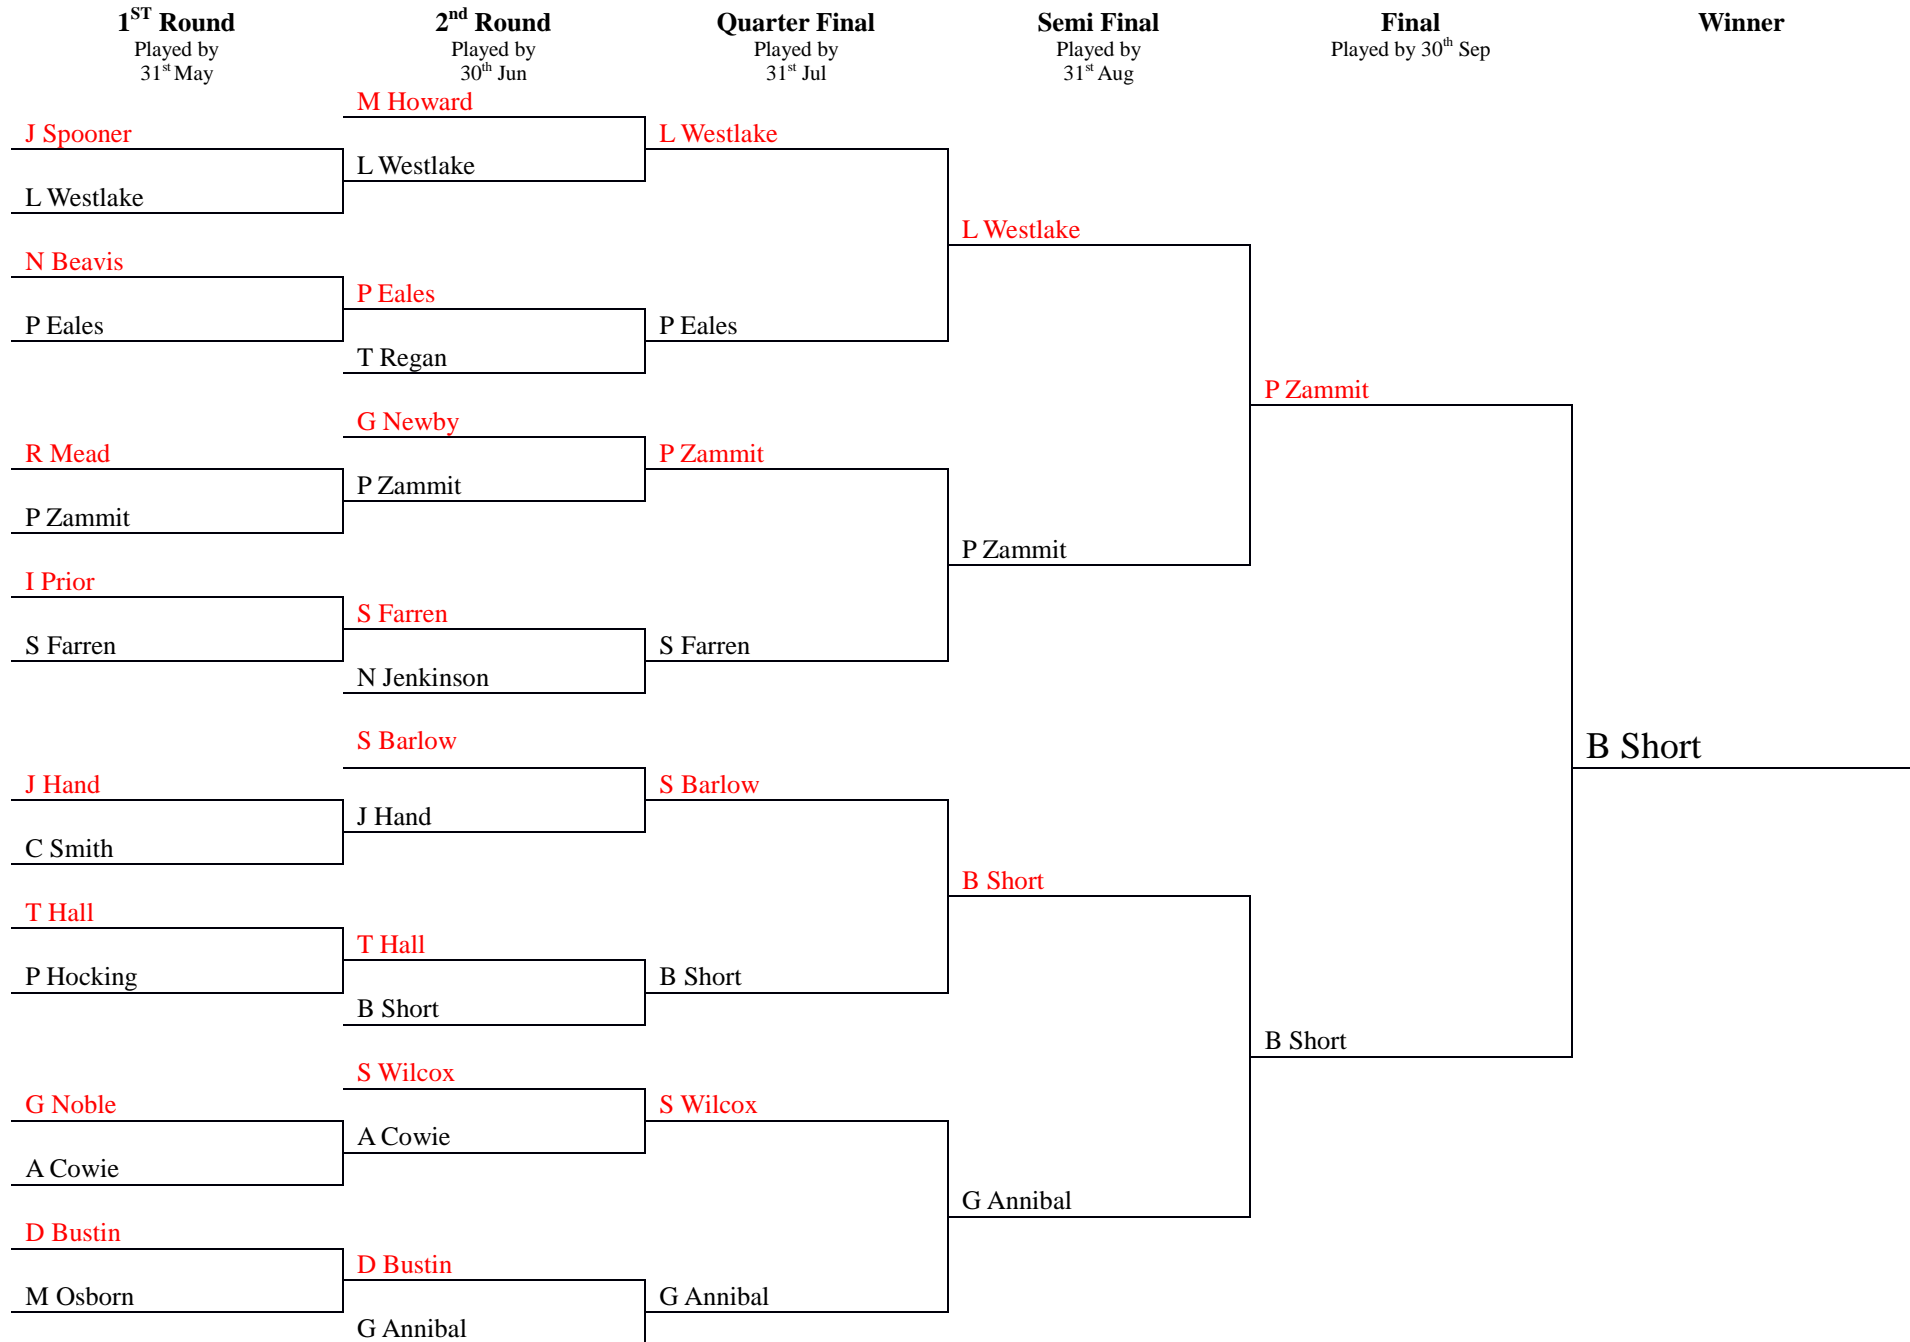 1ST Round
Played by
31st May
2nd Round
Played by
30th Jun
Quarter Final
Played by
31st Jul
Semi Final
Played by
31st Aug
Final
Played by 30th Sep
Winner
J Spooner
L Westlake
N Beavis
P Eales
R Mead
P Zammit
I Prior
S Farren
J Hand
C Smith
T Hall
P Hocking
G Noble
A Cowie
D Bustin
M Osborn
M Howard
L Westlake
P Eales
T Regan
G Newby
P Zammit
S Farren
N Jenkinson
S Barlow
J Hand
T Hall
B Short
S Wilcox
A Cowie
D Bustin
G Annibal
L Westlake
P Eales
P Zammit
S Farren
S Barlow
B Short
S Wilcox
G Annibal
L Westlake
P Zammit
B Short
G Annibal
P Zammit
B Short
B Short